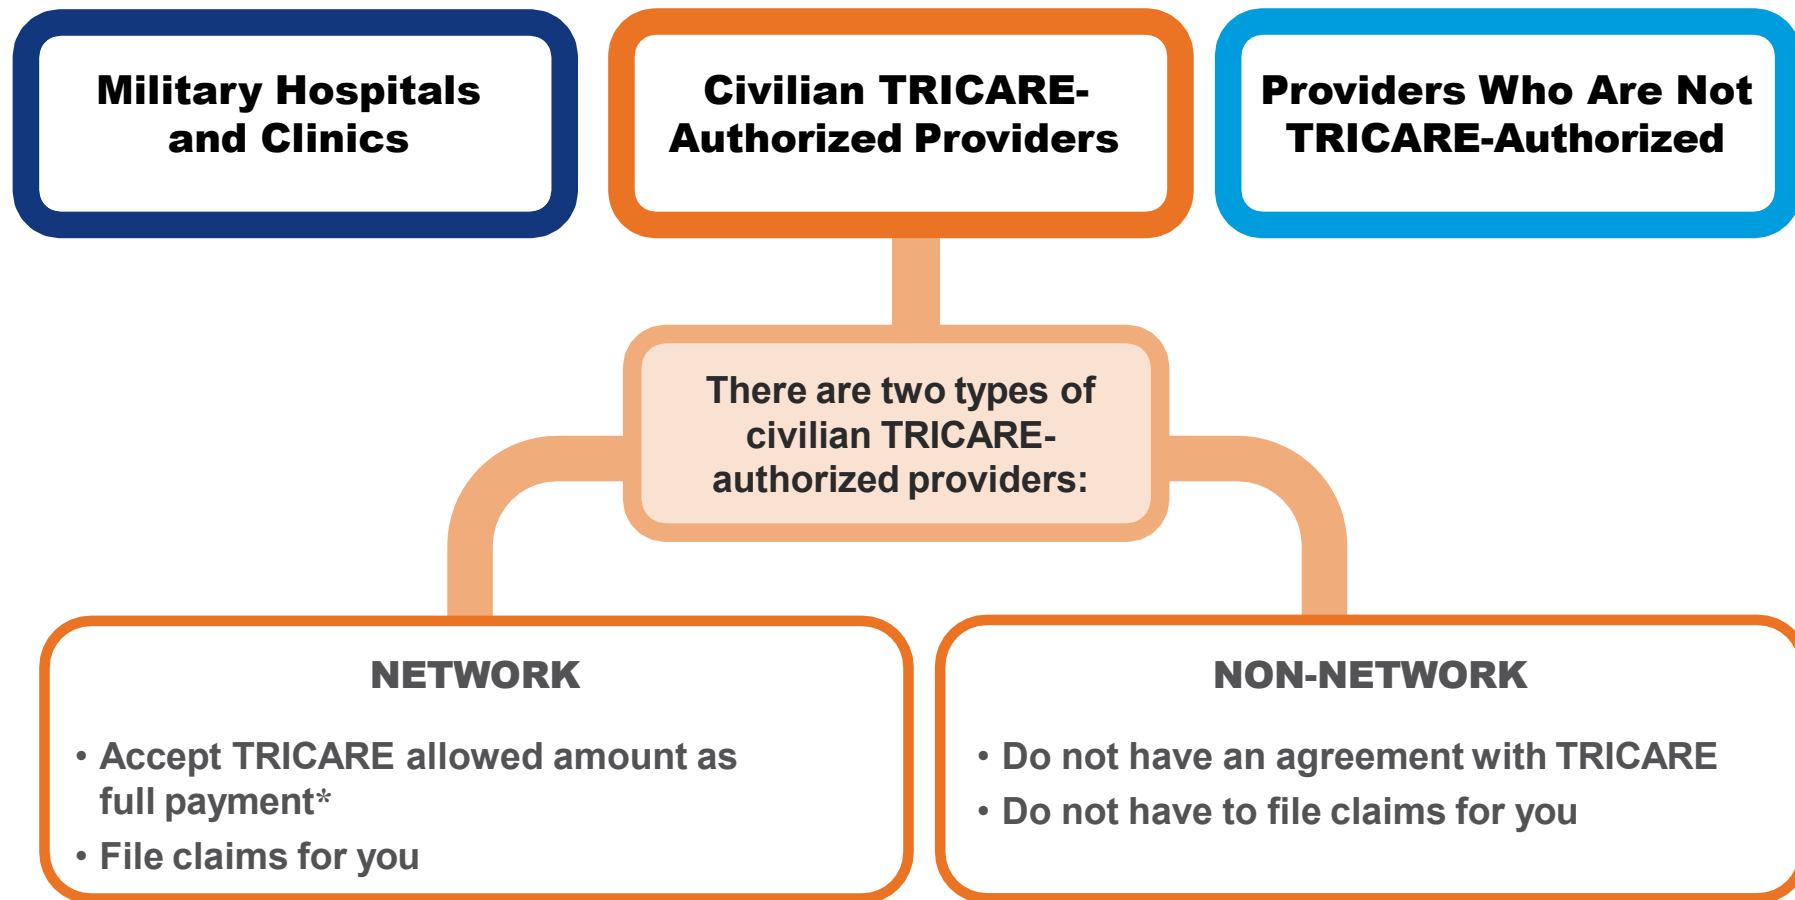 Military Hospitals
and Clinics
Civilian TRICARE-
Authorized Providers
Providers Who Are Not
TRICARE-Authorized
There are two types of
civilian TRICARE-
authorized providers:
NETWORK
• Accept TRICARE allowed amount as
full payment*
• File claims for you
NON-NETWORK
• Do not have an agreement with TRICARE
• Do not have to file claims for you